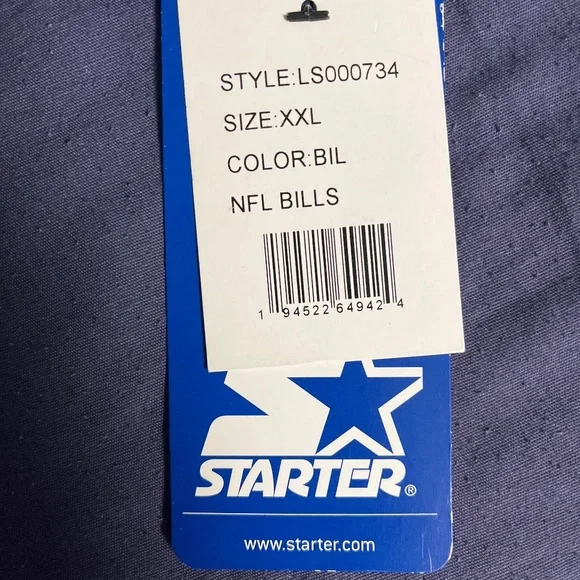 STYLE:LS000734
SIZE:XXL
COLOR:BIL
NFL BILLS
1 94522 64942 4
STARTER®
www.starter.com